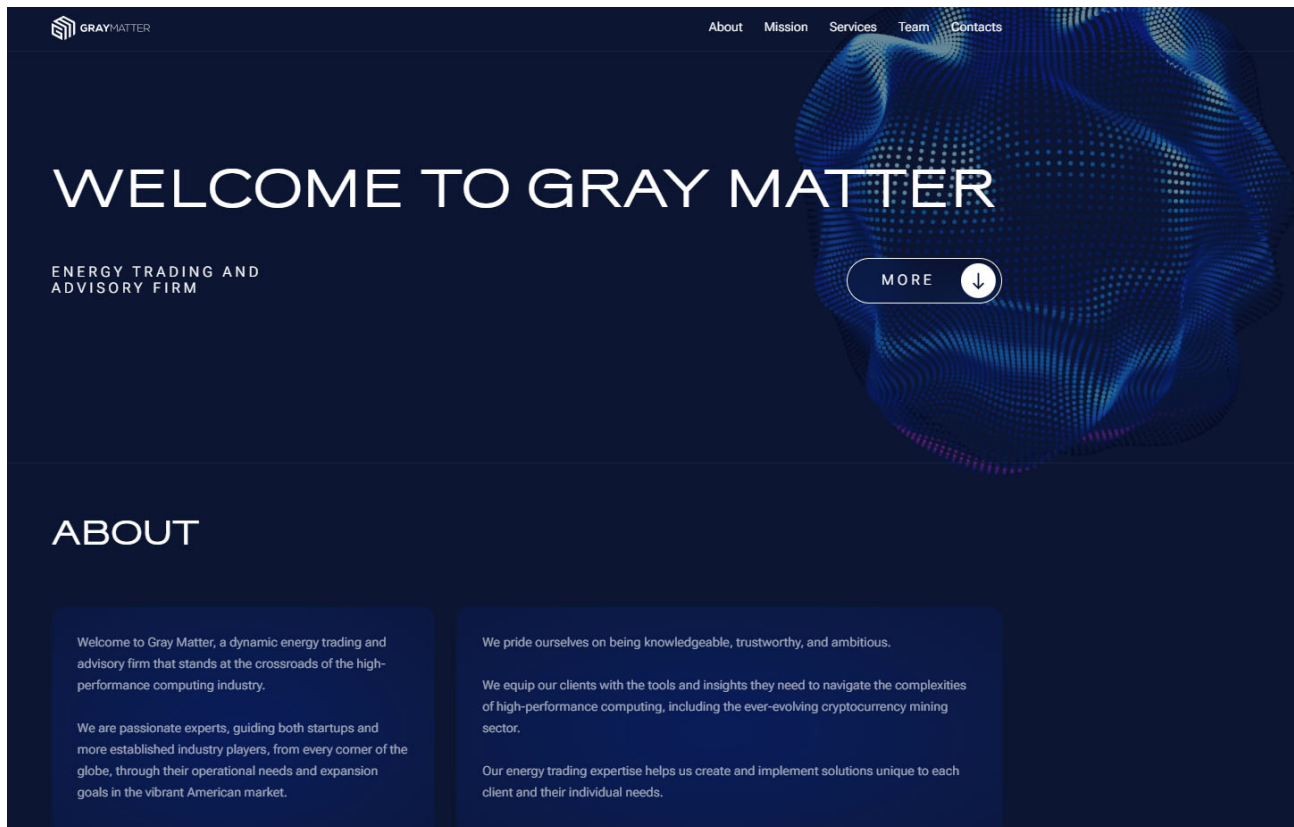 GRAYMATTER
About Mission Services Team Contacts
WELCOME TO GRAY MATTER
ENERGY TRADING AND
ADVISORY FIRM
MORE
ABOUT
Welcome to Gray Matter, a dynamic energy trading and
advisory firm that stands at the crossroads of the high-
performance computing industry.
We are passionate experts, guiding both startups and
more established industry players, from every corner of the
globe, through their operational needs and expansion
goals in the vibrant American market.
We pride ourselves on being knowledgeable, trustworthy, and ambitious.
We equip our clients with the tools and insights they need to navigate the complexities
of high-performance computing, including the ever-evolving cryptocurrency mining
sector.
Our energy trading expertise helps us create and implement solutions unique to each
client and their individual needs.